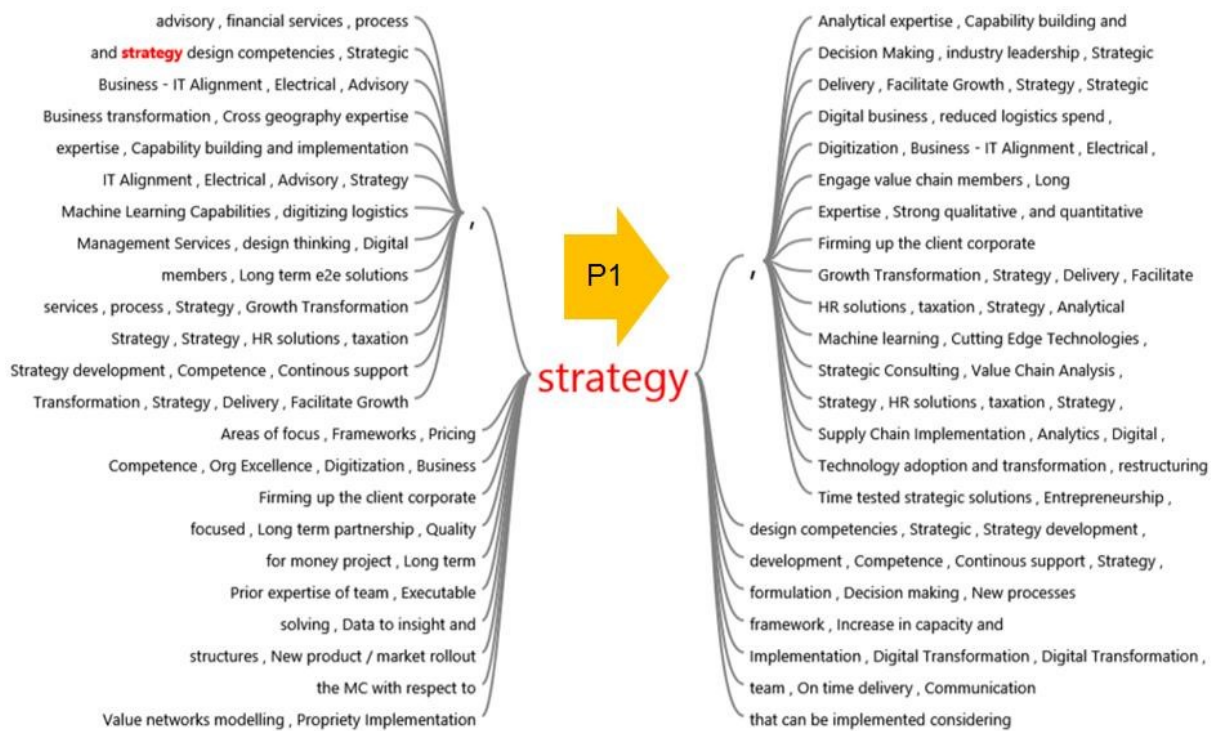 advisory , financial services , process
and strategy design competencies , Strategic
Business - IT Alignment , Electrical , Advisory
Business transformation , Cross geography expertise
expertise , Capability building and implementation
IT Alignment , Electrical , Advisory , Strategy
Machine Learning Capabilities , digitizing logistics
Management Services , design thinking , Digital
members , Long term e2e solutions
services , process , Strategy , Growth Transformation
Strategy , Strategy , HR solutions , taxation
Strategy development , Competence , Continous support
Transformation , Strategy , Delivery , Facilitate Growth
,
Areas of focus , Frameworks , Pricing
Competence , Org Excellence , Digitization , Business
Firming up the client corporate
focused , Long term partnership , Quality
for money project , Long term
Prior expertise of team , Executable
solving , Data to insight and
structures , New product / market rollout
the MC with respect to
Value networks modelling , Propriety Implementation
P1
strategy
,
Analytical expertise , Capability building and
Decision Making , industry leadership , Strategic
Delivery , Facilitate Growth , Strategy , Strategic
Digital business , reduced logistics spend ,
Digitization , Business - IT Alignment , Electrical ,
Engage value chain members , Long
Expertise , Strong qualitative , and quantitative
Firming up the client corporate
Growth Transformation , Strategy , Delivery , Facilitate
HR solutions , taxation , Strategy , Analytical
Machine learning , Cutting Edge Technologies ,
Strategic Consulting , Value Chain Analysis ,
Strategy , HR solutions , taxation , Strategy ,
Supply Chain Implementation , Analytics , Digital ,
Technology adoption and transformation , restructuring
Time tested strategic solutions , Entrepreneurship ,
design competencies , Strategic , Strategy development ,
development , Competence , Continous support , Strategy ,
formulation , Decision making , New processes
framework , Increase in capacity and
Implementation , Digital Transformation , Digital Transformation ,
team , On time delivery , Communication
that can be implemented considering